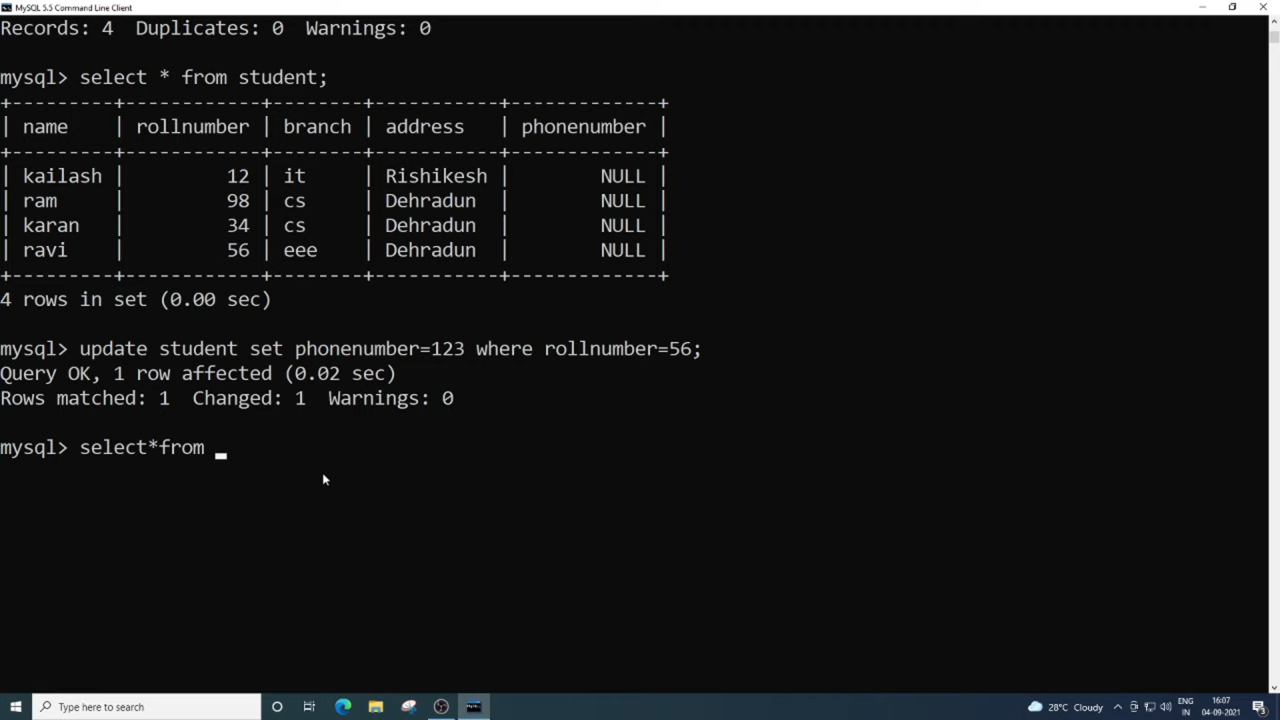 MySQL 5.5 Command Line Client
Records: 4  Duplicates: 0  Warnings: 0
mysql> select * from student;
+---------+------------+--------+-----------+-------------+
| name    | rollnumber | branch | address   | phonenumber |
+---------+------------+--------+-----------+-------------+
| kailash |         12 | it     | Rishikesh |        NULL |
| ram     |         98 | cs     | Dehradun  |        NULL |
| karan   |         34 | cs     | Dehradun  |        NULL |
| ravi    |         56 | eee    | Dehradun  |        NULL |
+---------+------------+--------+-----------+-------------+
4 rows in set (0.00 sec)
mysql> update student set phonenumber=123 where rollnumber=56;
Query OK, 1 row affected (0.02 sec)
Rows matched: 1  Changed: 1  Warnings: 0
mysql> select*from _
Type here to search
28°C Cloudy
ENG
IN
16:07
04-09-2021
3